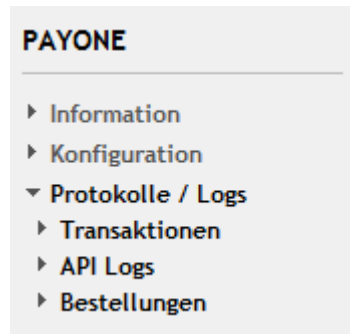 PAYONE
Information
Konfiguration
Protokolle / Logs
Transaktionen
API Logs
Bestellungen